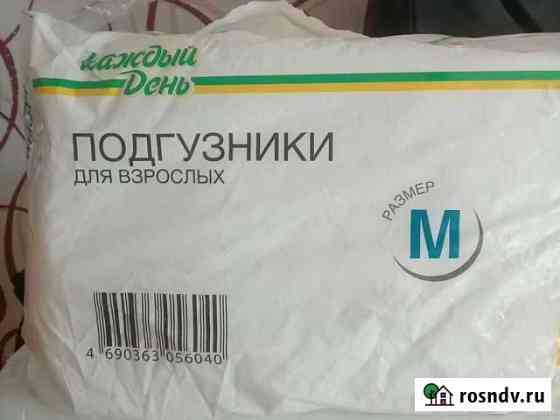 каждый
День
ПОДГУЗНИКИ
ДЛЯ ВЗРОСЛЫХ
РАЗМЕР
M
4 690363 056040
rosndv.ru